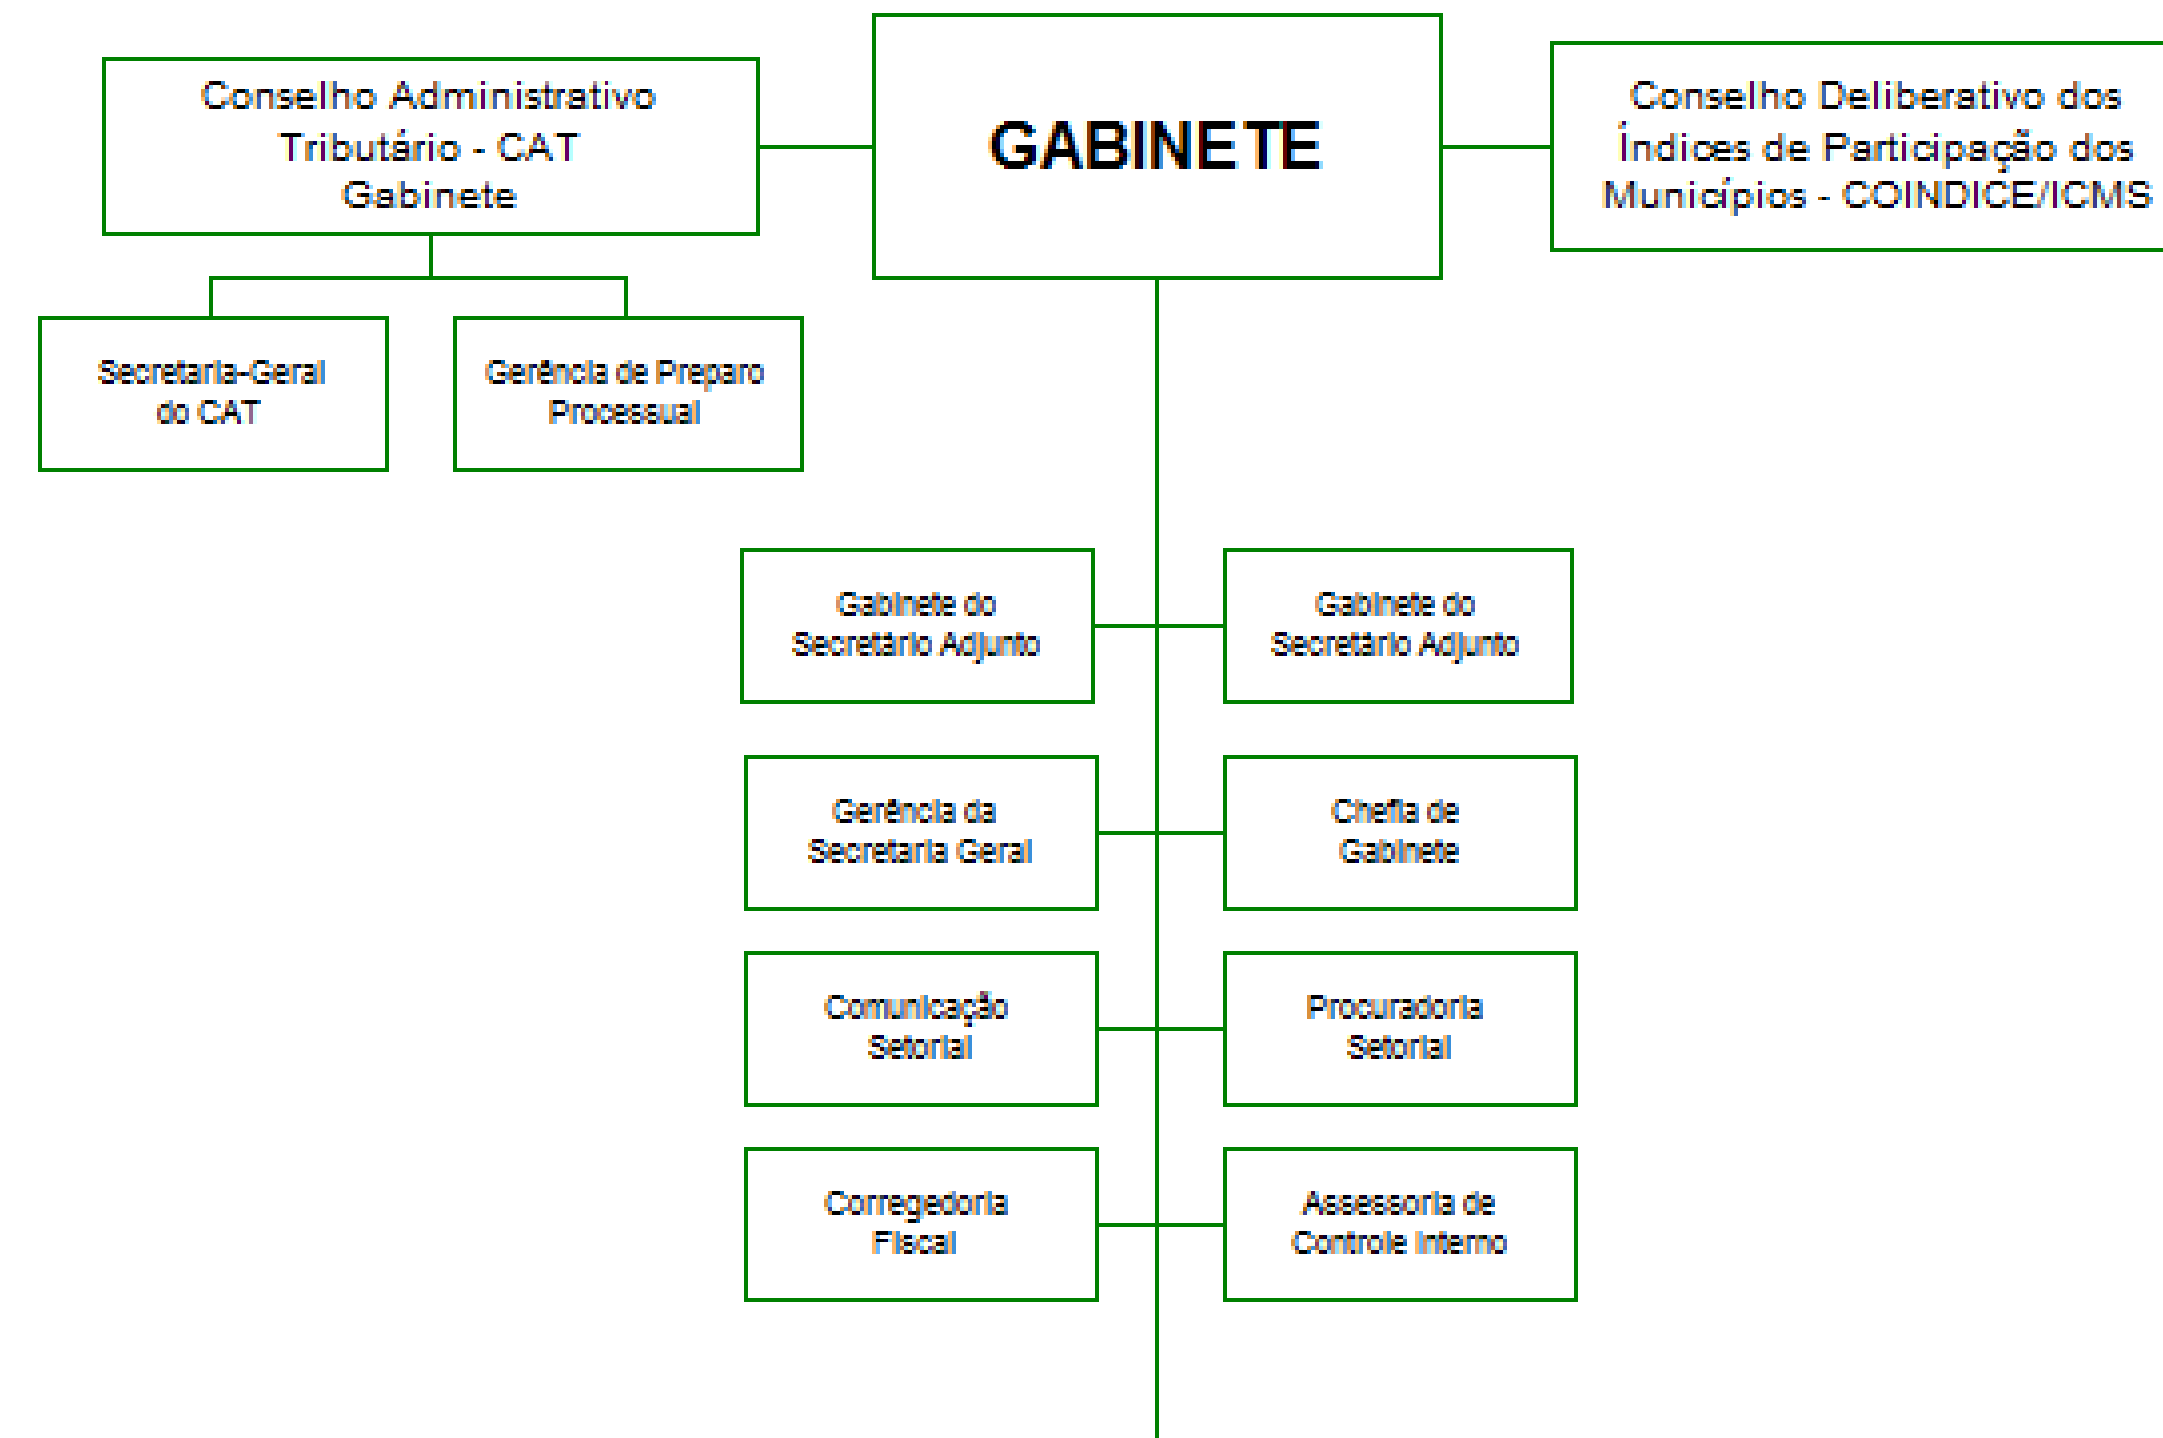 Conselho Administrativo
Tributário - CAT
Gabinete
GABINETE
Conselho Deliberativo dos
Índices de Participação dos
Municípios - COINDICE/ICMS
Secretaria-Geral
do CAT
Gerência de Preparo
Processual
Gabinete do
Secretário Adjunto
Gabinete do
Secretário Adjunto
Gerência da
Secretaria Geral
Chefia de
Gabinete
Comunicação
Setorial
Procuradoria
Setorial
Corregedoria
Fiscal
Assessoria de
Controle Interno